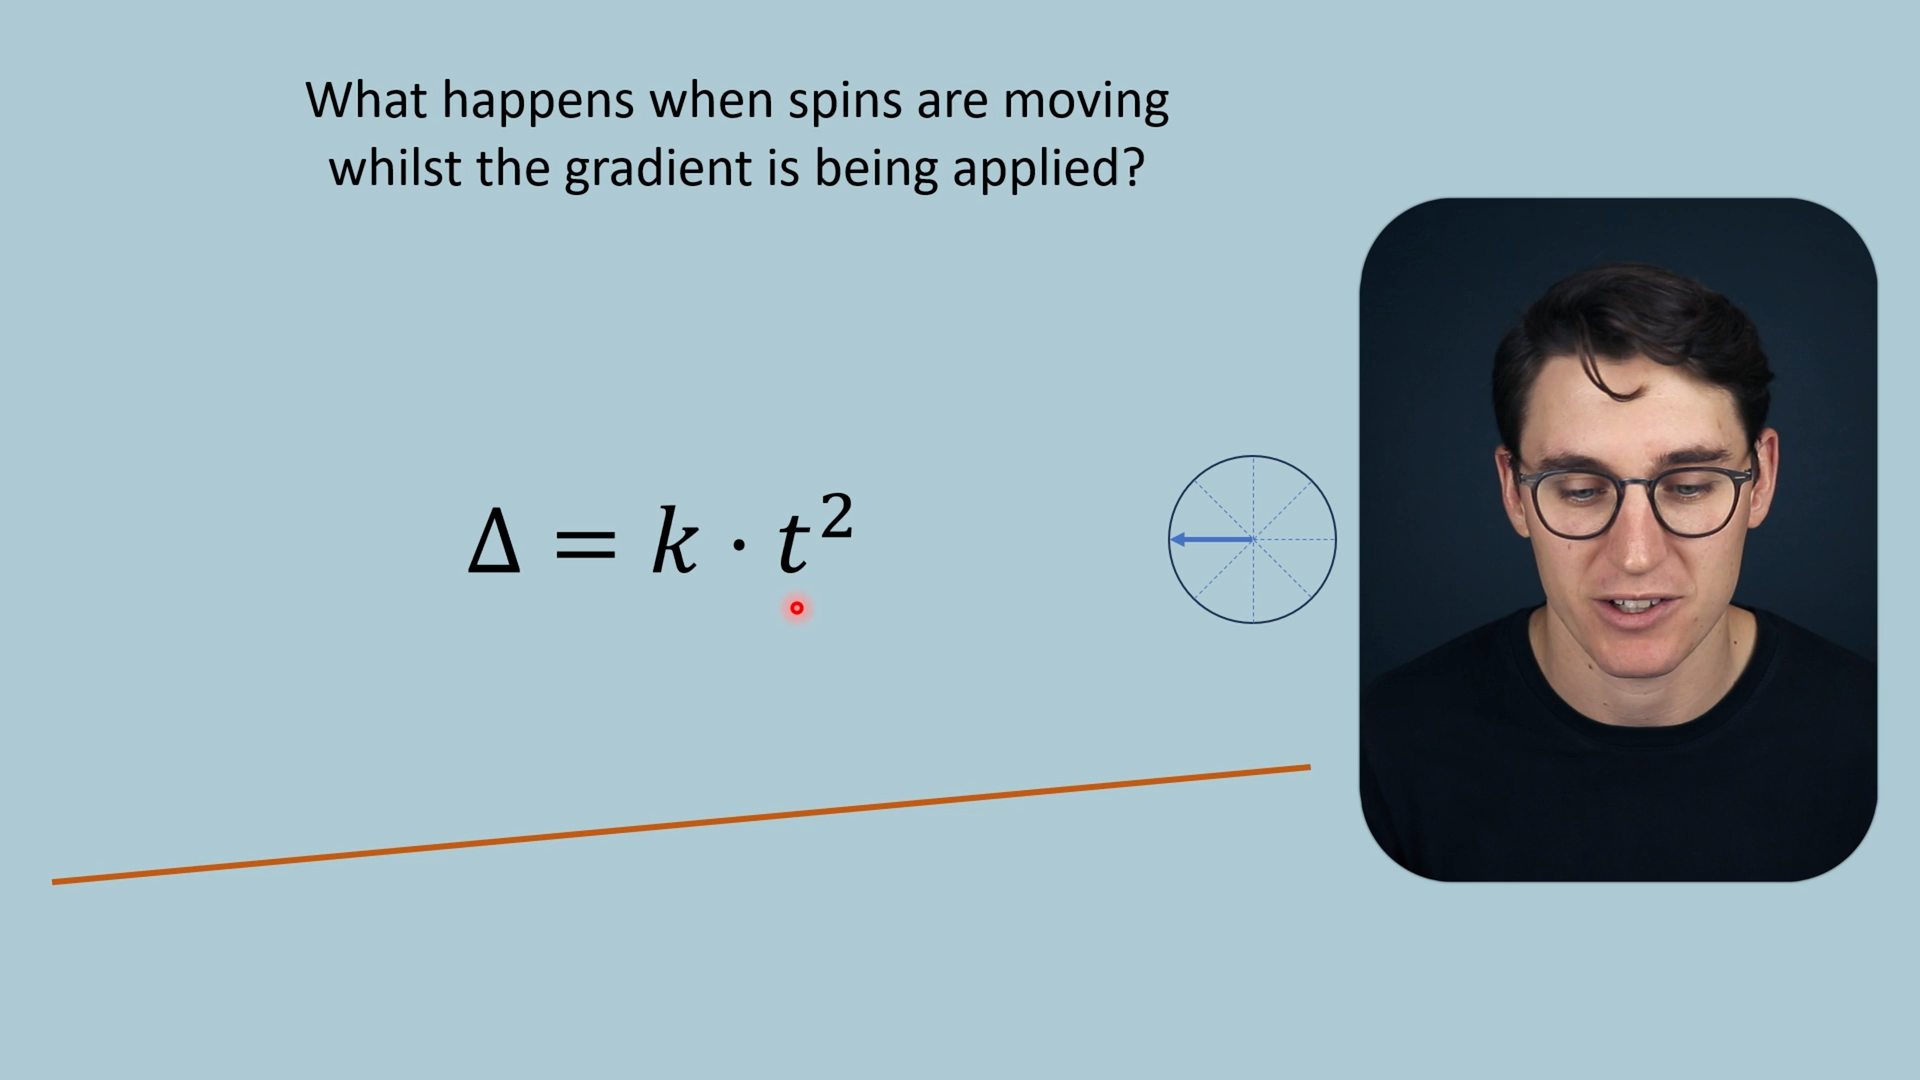 What happens when spins are moving
whilst the gradient is being applied?
Δ = k · t²